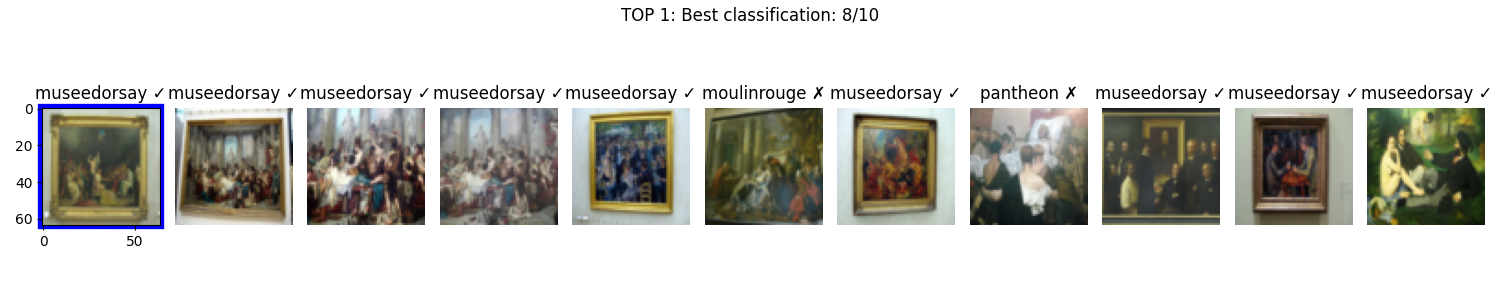 TOP 1: Best classification: 8/10
museedorsay ✓ museedorsay ✓ museedorsay ✓ museedorsay ✓ museedorsay ✓ moulinrouge ✗ museedorsay ✓ pantheon ✗ museedorsay ✓ museedorsay ✓ museedorsay ✓
0
20
40
60
0 50